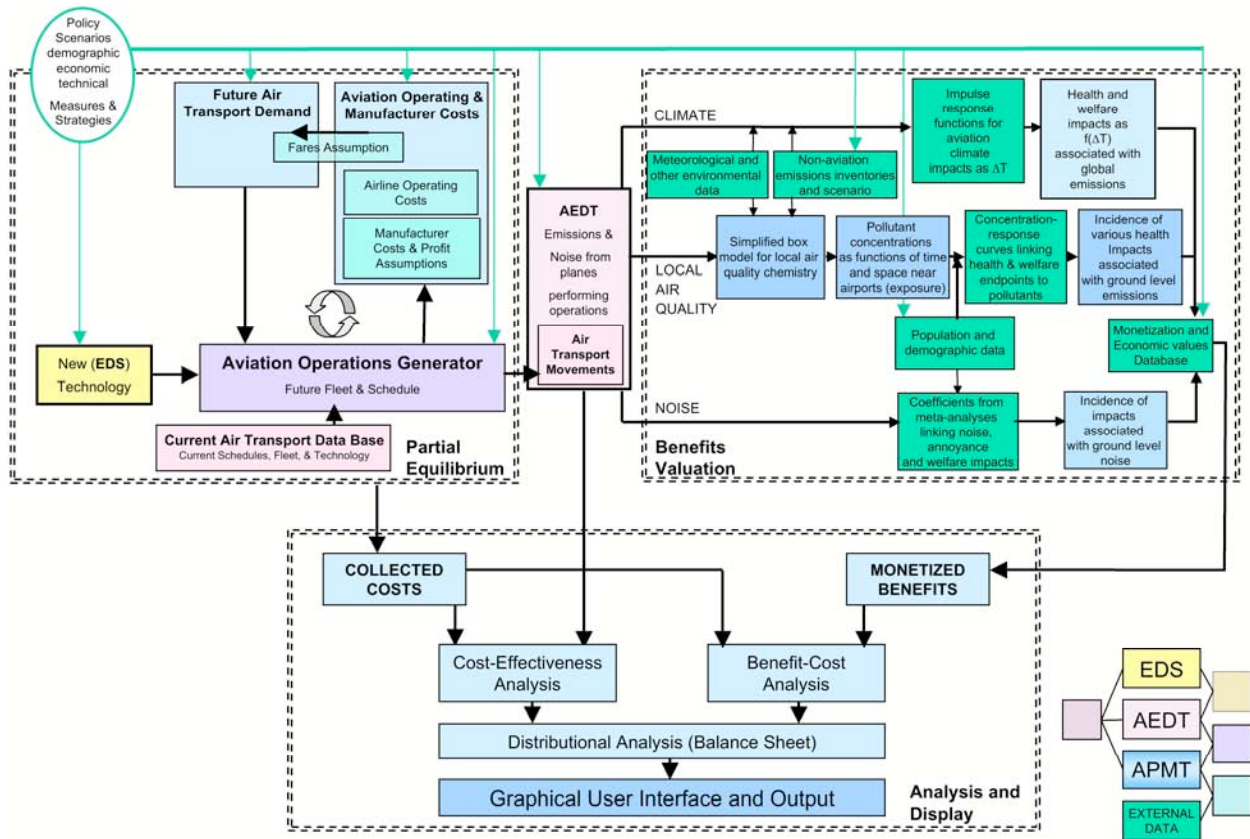 Policy
Scenarios
demographic
economic
technical
Measures &
Strategies
Future Air
Transport Demand
Aviation Operating &
Manufacturer Costs
Fares Assumption
Airline Operating
Costs
Manufacturer
Costs & Profit
Assumptions
New (EDS)
Technology
Aviation Operations Generator
Future Fleet & Schedule
Current Air Transport Data Base
Current Schedules, Fleet, & Technology
Partial
Equilibrium
AEDT
Emissions &
Noise from
planes
performing
operations
Air
Transport
Movements
CLIMATE
LOCAL
AIR
QUALITY
NOISE
Meteorological and
other environmental
data
Non-aviation
emissions inventories
and scenario
Impulse
response
functions for
aviation
climate
impacts as ΔT
Health and
welfare
impacts as
f(ΔT)
associated with
global
emissions
Simplified box
model for local air
quality chemistry
Pollutant
concentrations
as functions of time
and space near
airports (exposure)
Concentration-
response
curves linking
health & welfare
endpoints to
pollutants
Incidence of
various health
Impacts
associated
with ground level
emissions
Population and
demographic data
Monetization and
Economic values
Database
Coefficients from
meta-analyses
linking noise,
annoyance
and welfare impacts
Incidence of
impacts
associated
with ground level
noise
Benefits
Valuation
COLLECTED
COSTS
MONETIZED
BENEFITS
Cost-Effectiveness
Analysis
Benefit-Cost
Analysis
Distributional Analysis (Balance Sheet)
Graphical User Interface and Output
Analysis and
Display
EDS
AEDT
APMT
EXTERNAL
DATA